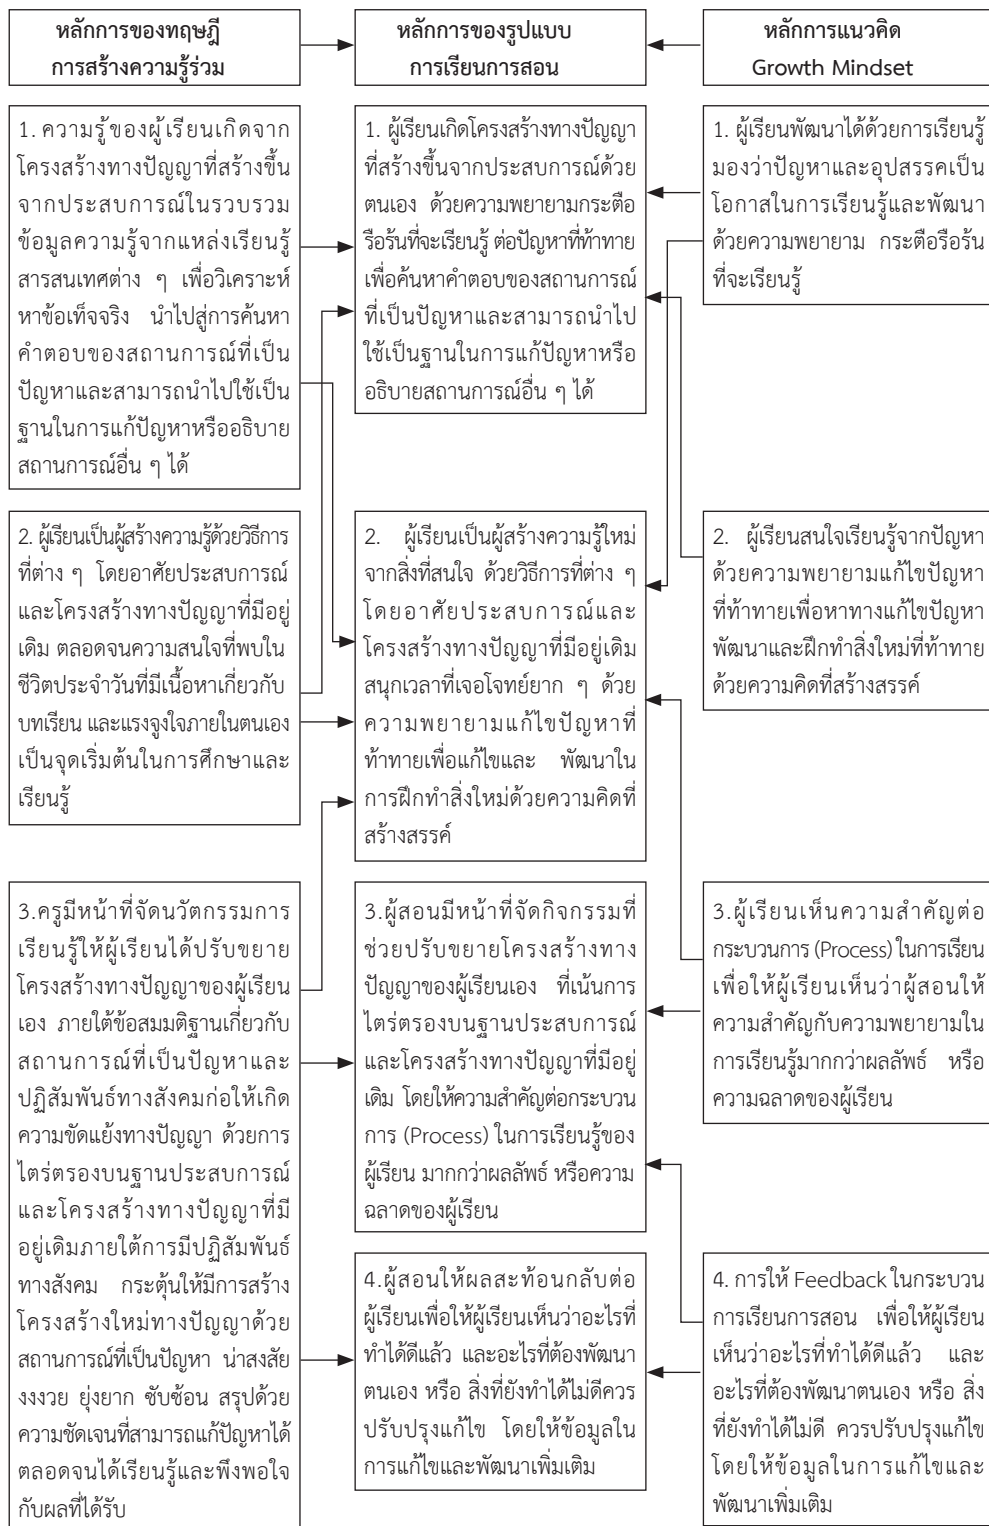 หลักการของทฤษฎี
การสร้างความรู้ร่วม
หลักการของรูปแบบ
การเรียนการสอน
หลักการแนวคิด
Growth Mindset
1. ความรู้ของผู้เรียนเกิดจาก
โครงสร้างทางปัญญาที่สร้างขึ้น
จากประสบการณ์ในรวบรวม
ข้อมูลความรู้จากแหล่งเรียนรู้
สารสนเทศต่าง ๆ เพื่อวิเคราะห์
หาข้อเท็จจริง นำไปสู่การค้นหา
คำตอบของสถานการณ์ที่เป็น
ปัญหาและสามารถนำไปใช้เป็น
ฐานในการแก้ปัญหาหรืออธิบาย
สถานการณ์อื่น ๆ ได้
1. ผู้เรียนเกิดโครงสร้างทางปัญญา
ที่สร้างขึ้นจากประสบการณ์ด้วย
ตนเอง ด้วยความพยายามกระตือ
รือร้นที่จะเรียนรู้ ต่อปัญหาที่ท้าทาย
เพื่อค้นหาคำตอบของสถานการณ์
ที่เป็นปัญหาและสามารถนำไป
ใช้เป็นฐานในการแก้ปัญหาหรือ
อธิบายสถานการณ์อื่น ๆ ได้
1. ผู้เรียนพัฒนาได้ด้วยการเรียนรู้
มองว่าปัญหาและอุปสรรคเป็น
โอกาสในการเรียนรู้และพัฒนา
ด้วยความพยายาม กระตือรือร้น
ที่จะเรียนรู้
2. ผู้เรียนเป็นผู้สร้างความรู้ด้วยวิธีการ
ที่ต่าง ๆ โดยอาศัยประสบการณ์
และโครงสร้างทางปัญญาที่มีอยู่
เดิม ตลอดจนความสนใจที่พบใน
ชีวิตประจำวันที่มีเนื้อหาเกี่ยวกับ
บทเรียน และแรงจูงใจภายในตนเอง
เป็นจุดเริ่มต้นในการศึกษาและ
เรียนรู้
2. ผู้เรียนเป็นผู้สร้างความรู้ใหม่
จากสิ่งที่สนใจ ด้วยวิธีการที่ต่าง ๆ
โดยอาศัยประสบการณ์และ
โครงสร้างทางปัญญาที่มีอยู่เดิม
สนุกเวลาที่เจอโจทย์ยาก ๆ ด้วย
ความพยายามแก้ไขปัญหาที่
ท้าทายเพื่อแก้ไขและ พัฒนาใน
การฝึกทำสิ่งใหม่ด้วยความคิดที่
สร้างสรรค์
2. ผู้เรียนสนใจเรียนรู้จากปัญหา
ด้วยความพยายามแก้ไขปัญหา
ที่ท้าทายเพื่อหาทางแก้ไขปัญหา
พัฒนาและฝึกทำสิ่งใหม่ที่ท้าทาย
ด้วยความคิดที่สร้างสรรค์
3.ครูมีหน้าที่จัดนวัตกรรมการ
เรียนรู้ให้ผู้เรียนได้ปรับขยาย
โครงสร้างทางปัญญาของผู้เรียน
เอง ภายใต้ข้อสมมติฐานเกี่ยวกับ
สถานการณ์ที่เป็นปัญหาและ
ปฏิสัมพันธ์ทางสังคมก่อให้เกิด
ความขัดแย้งทางปัญญา ด้วยการ
ไตร่ตรองบนฐานประสบการณ์
และโครงสร้างทางปัญญาที่มี
อยู่เดิมภายใต้การมีปฏิสัมพันธ์
ทางสังคม กระตุ้นให้มีการสร้าง
โครงสร้างใหม่ทางปัญญาด้วย
สถานการณ์ที่เป็นปัญหา น่าสงสัย
งงงวย ยุ่งยาก ซับซ้อน สรุปด้วย
ความชัดเจนที่สามารถแก้ปัญหาได้
ตลอดจนได้เรียนรู้และพึงพอใจ
กับผลที่ได้รับ
3.ผู้สอนมีหน้าที่จัดกิจกรรมที่
ช่วยปรับขยายโครงสร้างทาง
ปัญญาของผู้เรียนเอง ที่เน้นการ
ไตร่ตรองบนฐานประสบการณ์
และโครงสร้างทางปัญญาที่มีอยู่
เดิม โดยให้ความสำคัญต่อกระบวน
การ (Process) ในการเรียนรู้ของ
ผู้เรียน มากกว่าผลลัพธ์ หรือความ
ฉลาดของผู้เรียน
3.ผู้เรียนเห็นความสำคัญต่อ
กระบวนการ (Process) ในการเรียน
เพื่อให้ผู้เรียนเห็นว่าผู้สอนให้
ความสำคัญกับความพยายามใน
การเรียนรู้มากกว่าผลลัพธ์ หรือ
ความฉลาดของผู้เรียน
4.ผู้สอนให้ผลสะท้อนกลับต่อ
ผู้เรียนเพื่อให้ผู้เรียนเห็นว่าอะไรที่
ทำได้ดีแล้ว และอะไรที่ต้องพัฒนา
ตนเอง หรือ สิ่งที่ยังทำได้ไม่ดีควร
ปรับปรุงแก้ไข โดยให้ข้อมูลใน
การแก้ไขและพัฒนาเพิ่มเติม
4. การให้ Feedback ในกระบวน
การเรียนการสอน เพื่อให้ผู้เรียน
เห็นว่าอะไรที่ทำได้ดีแล้ว และ
อะไรที่ต้องพัฒนาตนเอง หรือ สิ่ง
ที่ยังทำได้ไม่ดี ควรปรับปรุงแก้ไข
โดยให้ข้อมูลในการแก้ไขและ
พัฒนาเพิ่มเติม